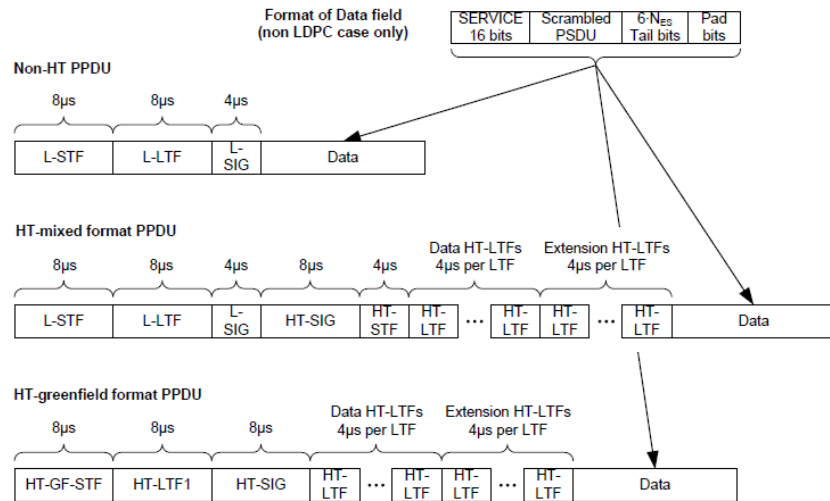 Format of Data field
(non LDPC case only)
SERVICE
16 bits
Scrambled
PSDU
6·N_ES
Tail bits
Pad
bits
Non-HT PPDU
8µs
8µs
4µs
L-STF
L-LTF
L-
SIG
Data
HT-mixed format PPDU
Data HT-LTFs
4µs per LTF
Extension HT-LTFs
4µs per LTF
8µs
8µs
4µs
8µs
4µs
L-STF
L-LTF
L-
SIG
HT-SIG
HT-
STF
HT-
LTF
...
HT-
LTF
HT-
LTF
...
HT-
LTF
Data
HT-greenfield format PPDU
Data HT-LTFs
4µs per LTF
Extension HT-LTFs
4µs per LTF
8µs
8µs
8µs
HT-GF-STF
HT-LTF1
HT-SIG
HT-
LTF
...
HT-
LTF
HT-
LTF
...
HT-
LTF
Data